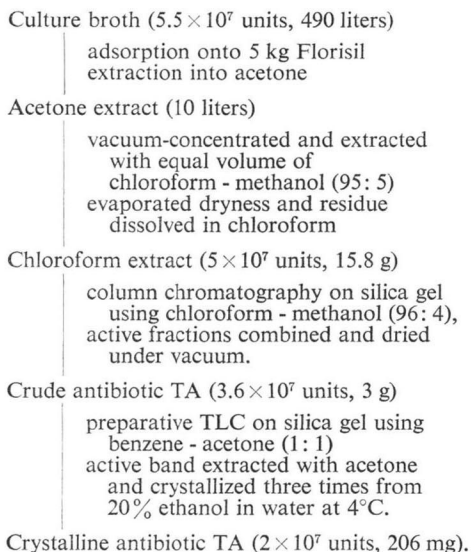 Culture broth (5.5×10⁷ units, 490 liters)
adsorption onto 5 kg Florisil
extraction into acetone
Acetone extract (10 liters)
vacuum-concentrated and extracted
with equal volume of
chloroform - methanol (95: 5)
evaporated dryness and residue
dissolved in chloroform
Chloroform extract (5×10⁷ units, 15.8 g)
column chromatography on silica gel
using chloroform - methanol (96: 4),
active fractions combined and dried
under vacuum.
Crude antibiotic TA (3.6×10⁷ units, 3 g)
preparative TLC on silica gel using
benzene - acetone (1: 1)
active band extracted with acetone
and crystallized three times from
20% ethanol in water at 4°C.
Crystalline antibiotic TA (2×10⁷ units, 206 mg).